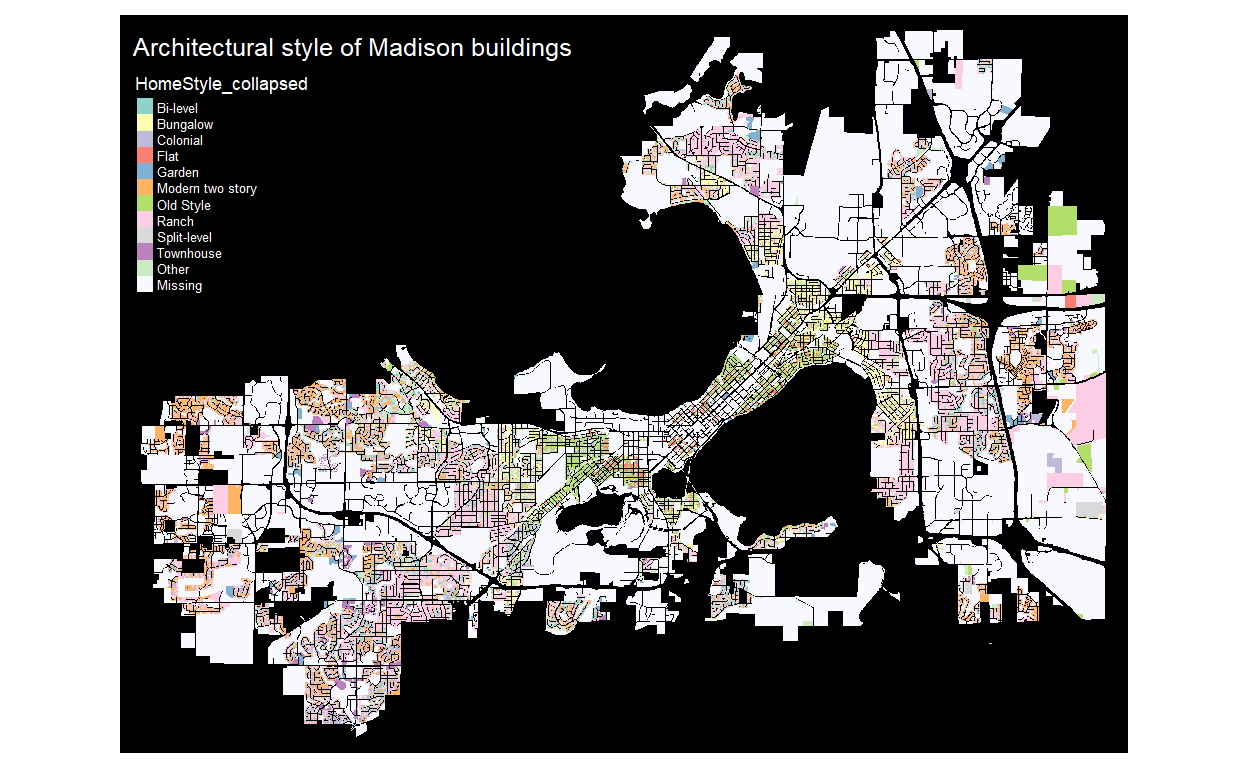 Architectural style of Madison buildings
HomeStyle_collapsed
Bi-level
Bungalow
Colonial
Flat
Garden
Modern two story
Old Style
Ranch
Split-level
Townhouse
Other
Missing